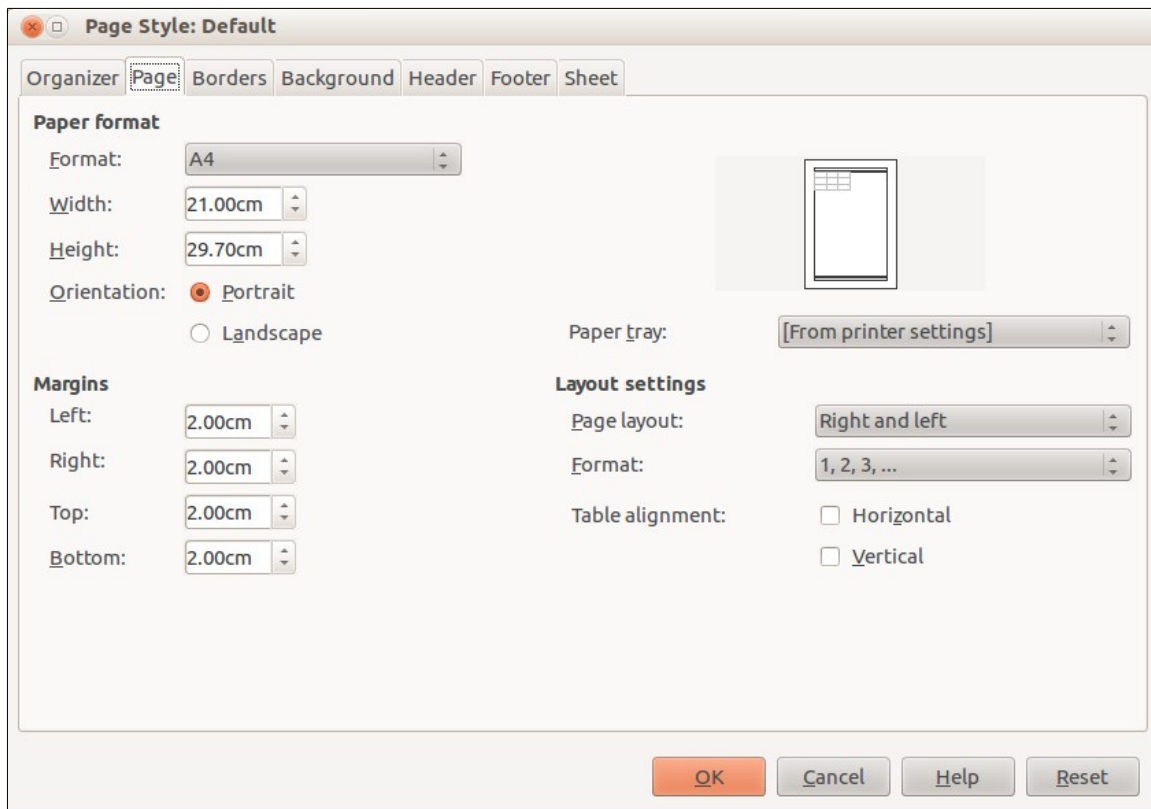 Page Style: Default
Organizer Page Borders Background Header Footer Sheet
Paper format
Format: A4
Width: 21.00cm
Height: 29.70cm
Orientation: Portrait
Landscape
Paper tray: [From printer settings]
Margins
Left: 2.00cm
Right: 2.00cm
Top: 2.00cm
Bottom: 2.00cm
Layout settings
Page layout: Right and left
Format: 1, 2, 3, ...
Table alignment: Horizontal
Vertical
OK Cancel Help Reset